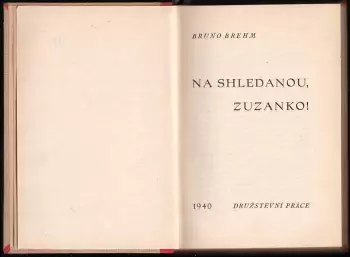 BRUNO BREHM
NA SHLEDANOU,
ZUZANKO!
1940 DRUŽSTEVNÍ PRÁCE